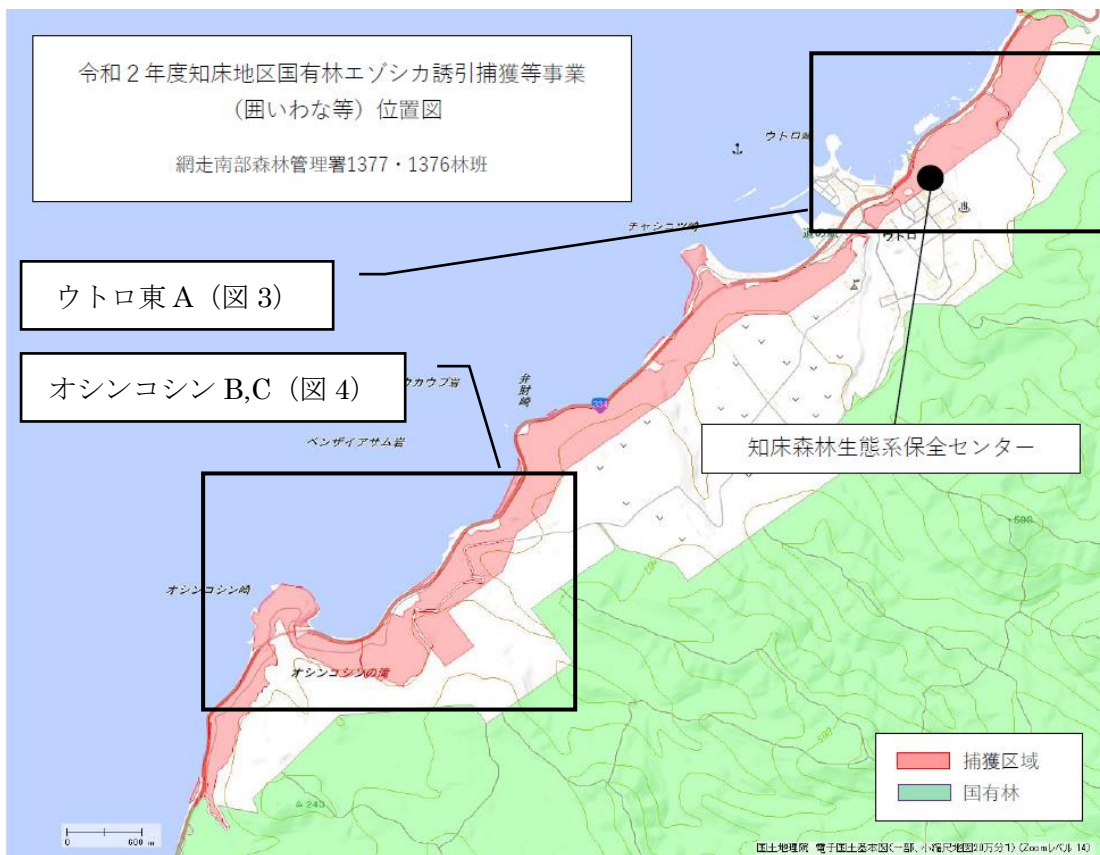 令和２年度知床地区国有林エゾシカ誘引捕獲等事業
（囲いわな等）位置図
網走南部森林管理署1377・1376林班
ウトロ崎
チャシコツ崎
道の駅
ウトロ
ウトロ東 A（図 3）
オシンコシン B,C（図 4）
ウカウプ岩
弁財崎
334
ベンザイアサム岩
知床森林生態系保全センター
オシンコシン崎
オシンコシンの滝
243
捕獲区域
国有林
0 600 m
国土地理院 電子国土基本図(一部、小縮尺地図20万分1) (Zoomレベル 14)